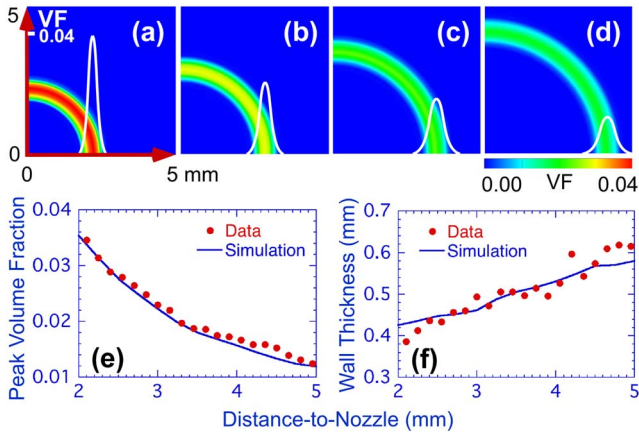 5
VF
0.04
(a)
(b)
(c)
(d)
0
0
5 mm
0.00
VF
0.04
0.04
0.03
0.02
0.01
Peak Volume Fraction
Data
Simulation
(e)
2
3
4
5
0.7
0.6
0.5
0.4
0.3
Wall Thickness (mm)
Data
Simulation
(f)
2
3
4
5
Distance-to-Nozzle (mm)